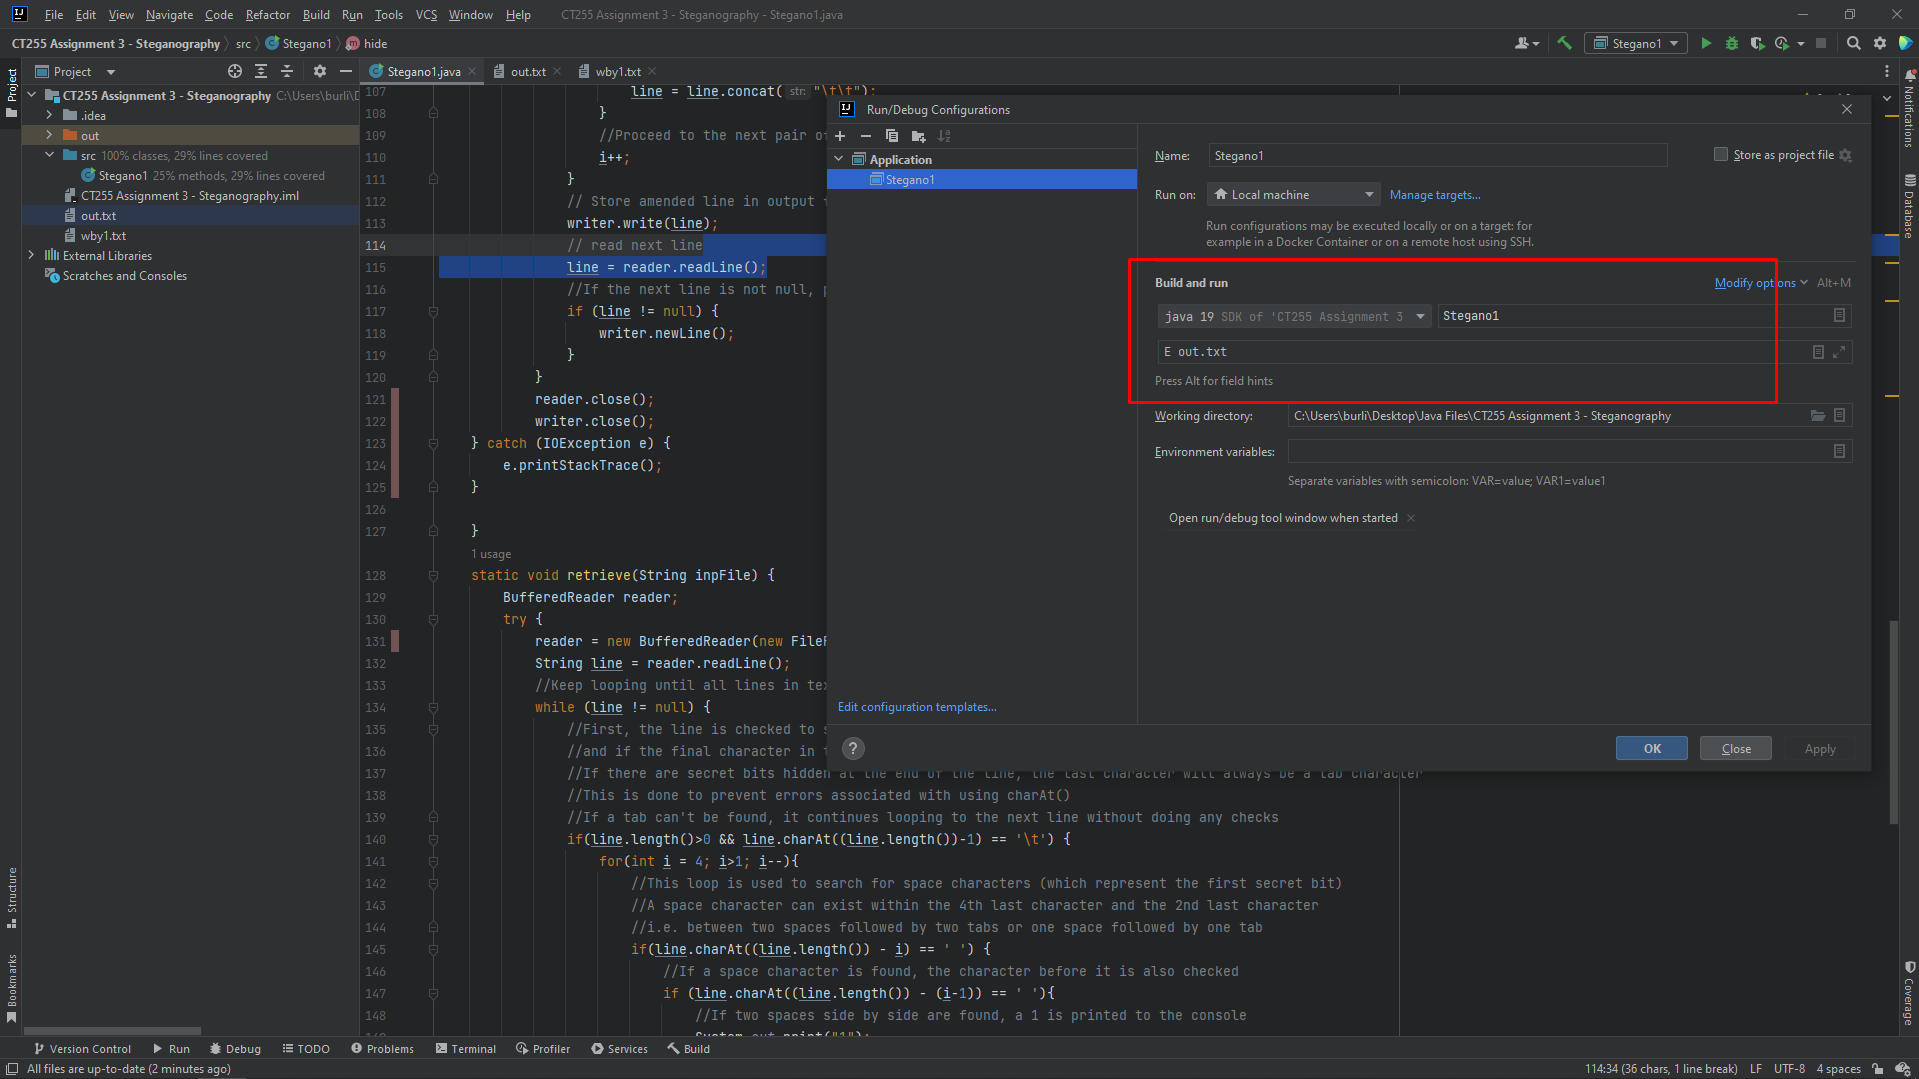 File Edit View Navigate Code Refactor Build Run Tools VCS Window Help CT255 Assignment 3 - Steganography - Stegano1.java
CT255 Assignment 3 - Steganography src Stegano1 hide
Stegano1
Project
Stegano1.java out.txt wby1.txt
Project
CT255 Assignment 3 - Steganography C:\Users\burli\D
.idea
out
src 100% classes, 29% lines covered
Stegano1 25% methods, 29% lines covered
CT255 Assignment 3 - Steganography.iml
out.txt
wby1.txt
External Libraries
Scratches and Consoles
Structure
Bookmarks
Notifications
Database
Coverage
107 line = line.concat( str: "\t\t");
108 }
109 //Proceed to the next pair of
110 i++;
111 }
112 // Store amended line in output f
113 writer.write(line);
114 // read next line
115 line = reader.readLine();
116 //If the next line is not null, p
117 if (line != null) {
118 writer.newLine();
119 }
120 }
121 reader.close();
122 writer.close();
123 } catch (IOException e) {
124 e.printStackTrace();
125 }
126
127 }
1 usage
128 static void retrieve(String inpFile) {
129 BufferedReader reader;
130 try {
131 reader = new BufferedReader(new FileR
132 String line = reader.readLine();
133 //Keep looping until all lines in tex
134 while (line != null) {
135 //First, the line is checked to s
136 //and if the final character in t
137 //If there are secret bits hidden at the end of the line, the last character will always be a tab character
138 //This is done to prevent errors associated with using charAt()
139 //If a tab can't be found, it continues looping to the next line without doing any checks
140 if(line.length()>0 && line.charAt((line.length())-1) == '\t') {
141 for(int i = 4; i>1; i--){
142 //This loop is used to search for space characters (which represent the first secret bit)
143 //A space character can exist within the 4th last character and the 2nd last character
144 //i.e. between two spaces followed by two tabs or one space followed by one tab
145 if(line.charAt((line.length()) - i) == ' ') {
146 //If a space character is found, the character before it is also checked
147 if (line.charAt((line.length()) - (i-1)) == ' '){
148 //If two spaces side by side are found, a 1 is printed to the console
System.out.print("1");
Run/Debug Configurations
Application
Stegano1
Edit configuration templates...
Name: Stegano1 Store as project file
Run on: Local machine Manage targets...
Run configurations may be executed locally or on a target: for
example in a Docker Container or on a remote host using SSH.
Build and run Modify options Alt+M
java 19 SDK of 'CT255 Assignment 3 Stegano1
E out.txt
Press Alt for field hints
Working directory: C:\Users\burli\Desktop\Java Files\CT255 Assignment 3 - Steganography
Environment variables:
Separate variables with semicolon: VAR=value; VAR1=value1
Open run/debug tool window when started
? OK Close Apply
Version Control Run Debug TODO Problems Terminal Profiler Services Build
All files are up-to-date (2 minutes ago) 114:34 (36 chars, 1 line break) LF UTF-8 4 spaces